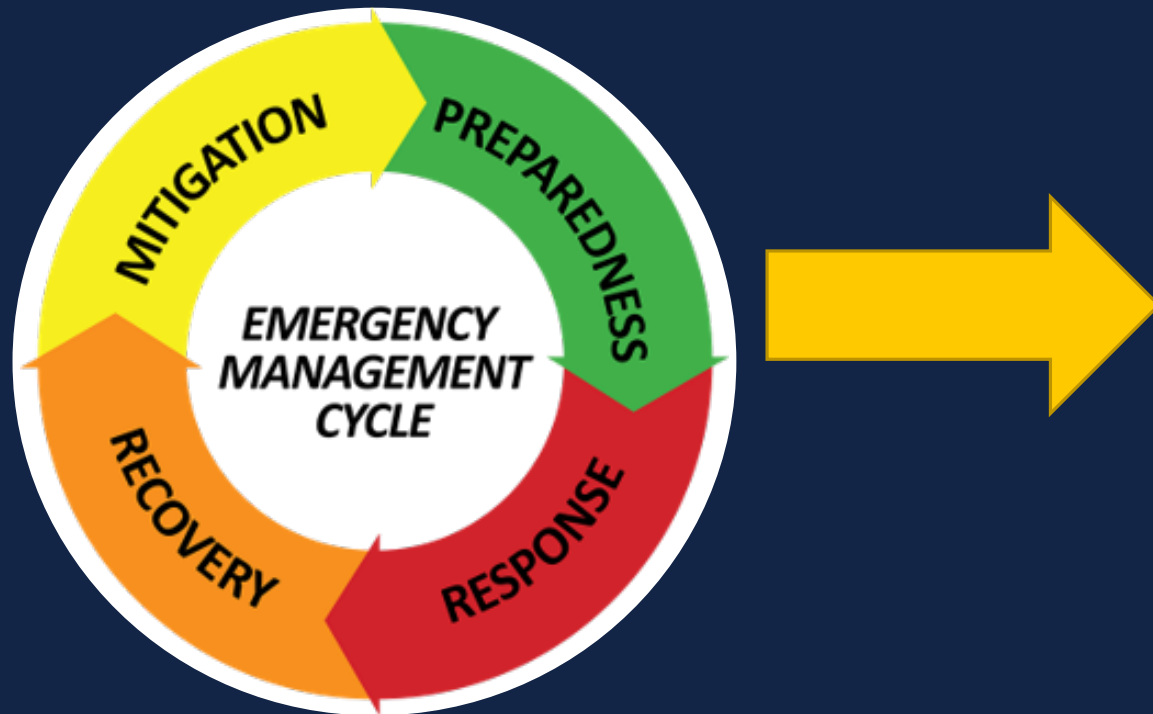 MITIGATION
PREPAREDNESS
EMERGENCY
MANAGEMENT
CYCLE
RECOVERY
RESPONSE